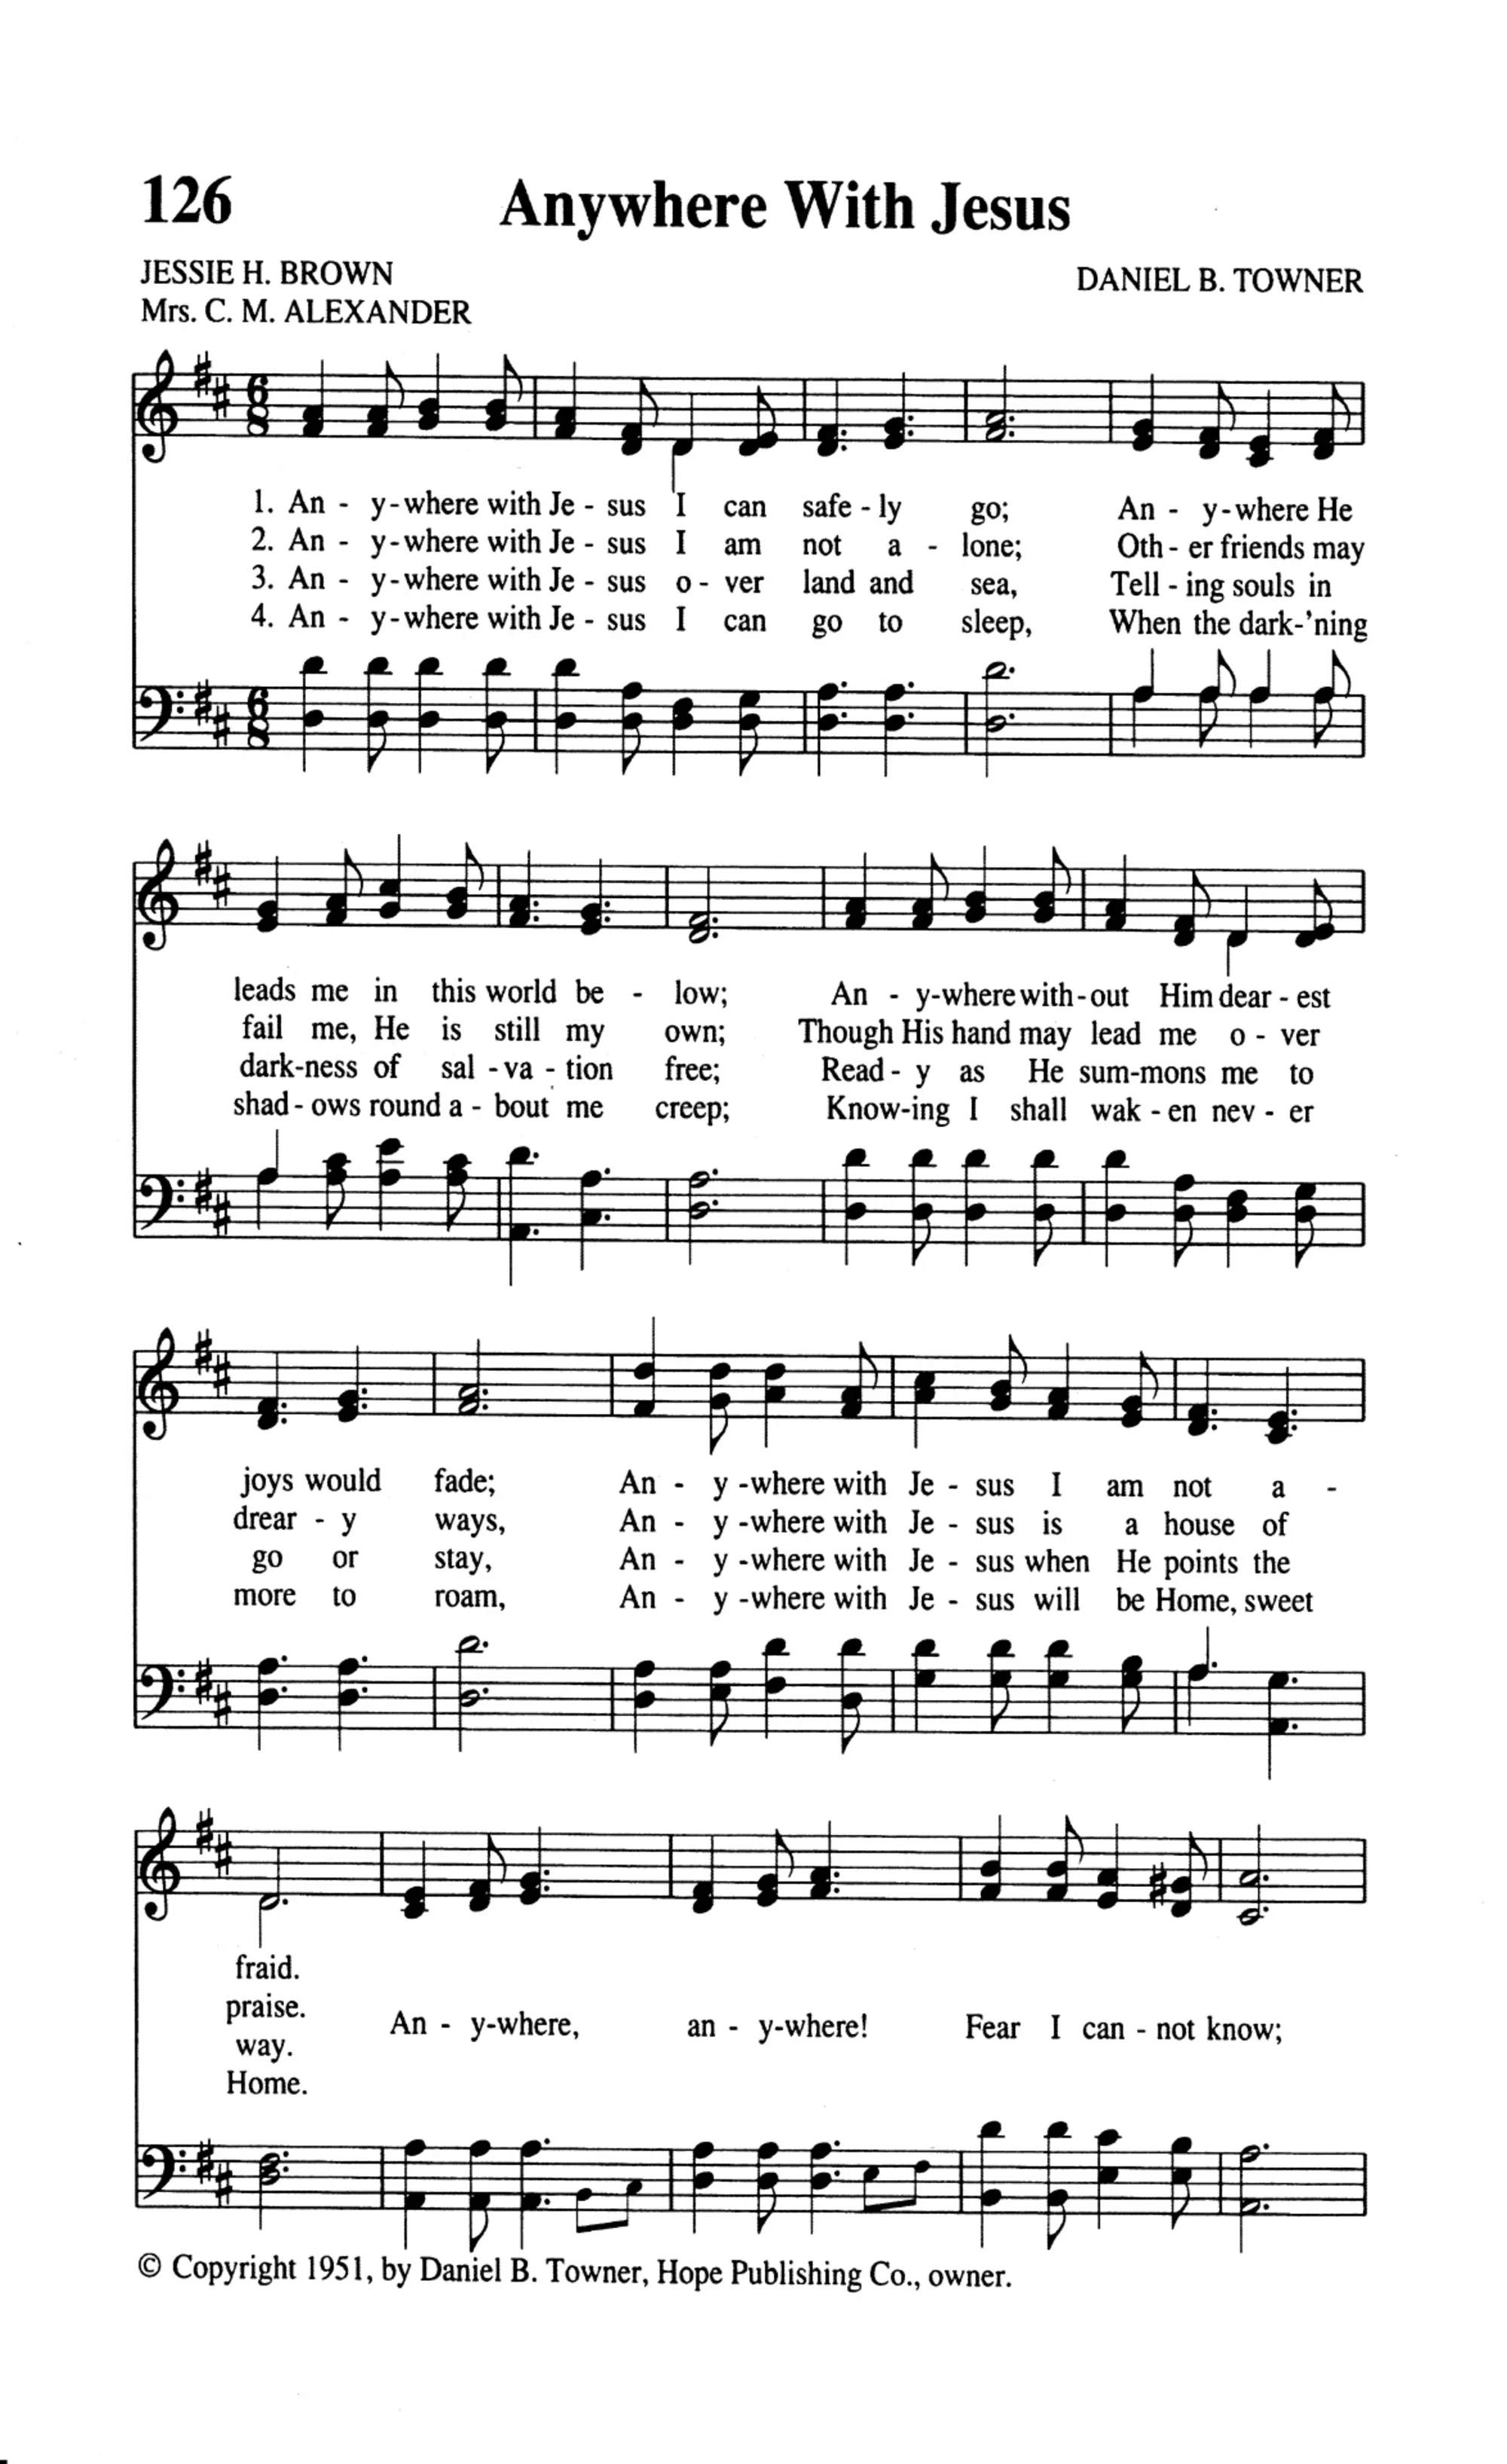 126 Anywhere With Jesus
JESSIE H. BROWN DANIEL B. TOWNER
Mrs. C. M. ALEXANDER
1. An - y-where with Je - sus I can safe - ly go; An - y-where He
2. An - y-where with Je - sus I am not a - lone; Oth - er friends may
3. An - y-where with Je - sus o - ver land and sea, Tell - ing souls in
4. An - y-where with Je - sus I can go to sleep, When the dark-'ning
leads me in this world be - low; An - y-where with-out Him dear - est
fail me, He is still my own; Though His hand may lead me o - ver
dark-ness of sal - va - tion free; Read - y as He sum-mons me to
shad - ows round a - bout me creep; Know-ing I shall wak - en nev - er
joys would fade; An - y -where with Je - sus I am not a -
drear - y ways, An - y -where with Je - sus is a house of
go or stay, An - y -where with Je - sus when He points the
more to roam, An - y -where with Je - sus will be Home, sweet
fraid.
praise.
way.
Home.
An - y-where, an - y-where! Fear I can - not know;
© Copyright 1951, by Daniel B. Towner, Hope Publishing Co., owner.